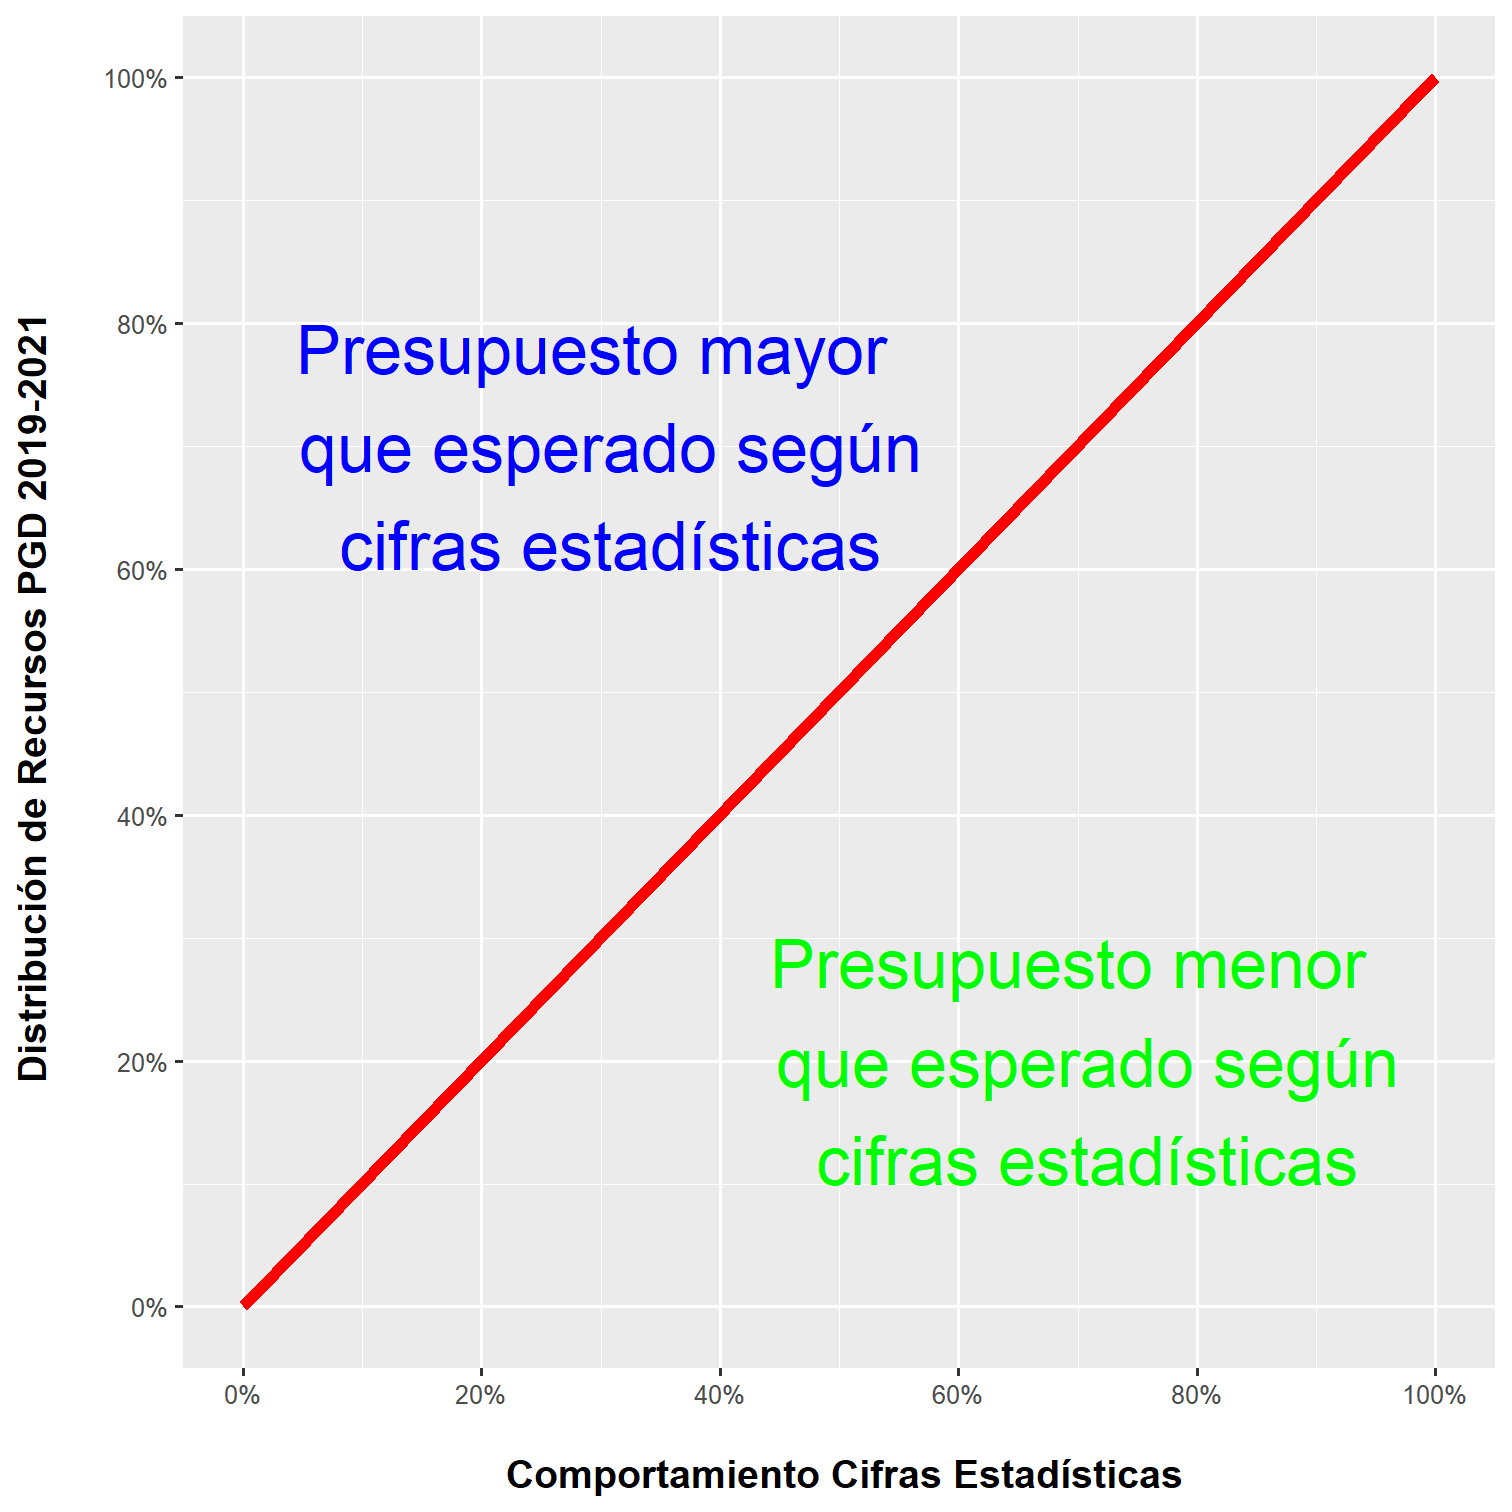 Distribución de Recursos PGD 2019-2021
100%
80%
60%
40%
20%
0%
Presupuesto mayor
que esperado según
cifras estadísticas
Presupuesto menor
que esperado según
cifras estadísticas
0% 20% 40% 60% 80% 100%
Comportamiento Cifras Estadísticas